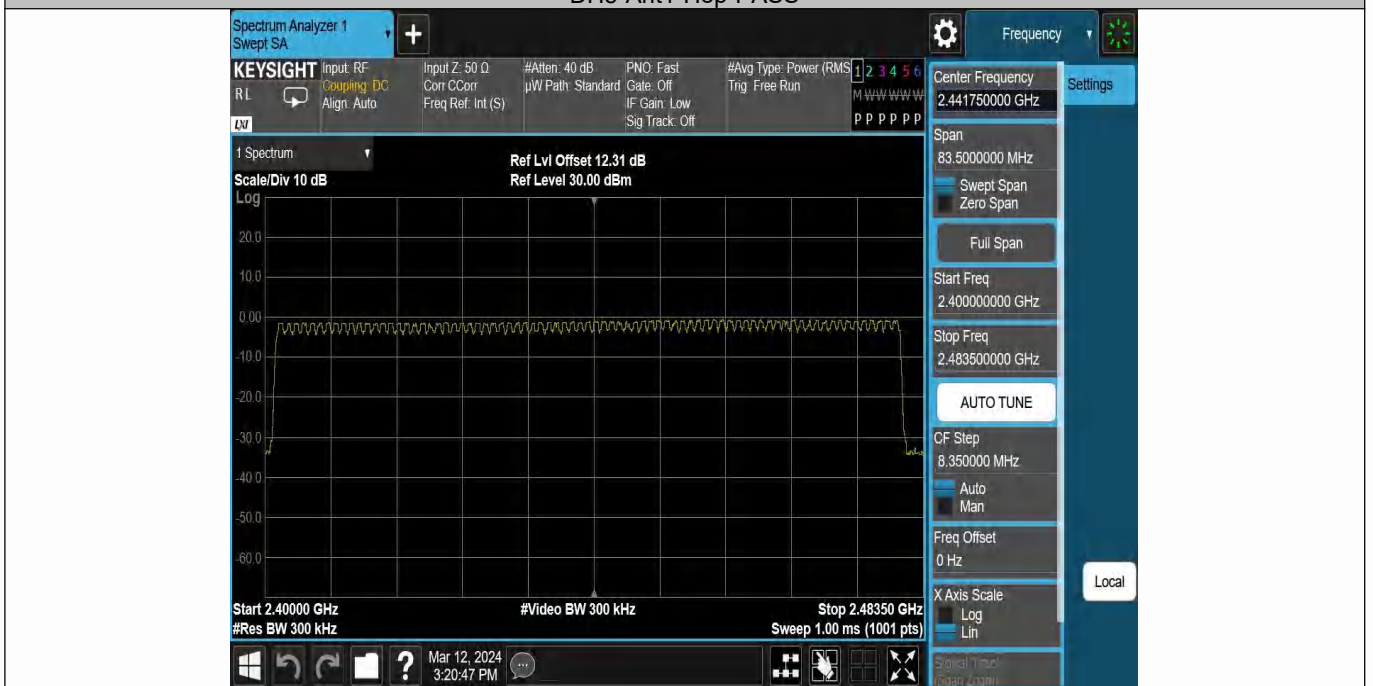 DH5 Ant1 Hop PASS
Spectrum Analyzer 1
Swept SA
+
Frequency
KEYSIGHT
RL
LXI
Input: RF
Coupling: DC
Align: Auto
Input Z: 50 Ω
Corr CCorr
Freq Ref: Int (S)
#Atten: 40 dB
µW Path: Standard
PNO: Fast
Gate: Off
IF Gain: Low
Sig Track: Off
#Avg Type: Power (RMS
Trig: Free Run
1 2 3 4 5 6
M W W W W W
P P P P P P
Center Frequency
2.441750000 GHz
Settings
Span
83.5000000 MHz
Swept Span
Zero Span
Full Span
Start Freq
2.400000000 GHz
Stop Freq
2.483500000 GHz
AUTO TUNE
CF Step
8.350000 MHz
Auto
Man
Freq Offset
0 Hz
X Axis Scale
Log
Lin
Signal Track
(Span Zoom)
Local
1 Spectrum
Scale/Div 10 dB
Log
Ref Lvl Offset 12.31 dB
Ref Level 30.00 dBm
20.0
10.0
0.00
-10.0
-20.0
-30.0
-40.0
-50.0
-60.0
Start 2.40000 GHz
#Res BW 300 kHz
#Video BW 300 kHz
Stop 2.48350 GHz
Sweep 1.00 ms (1001 pts)
?
Mar 12, 2024
3:20:47 PM